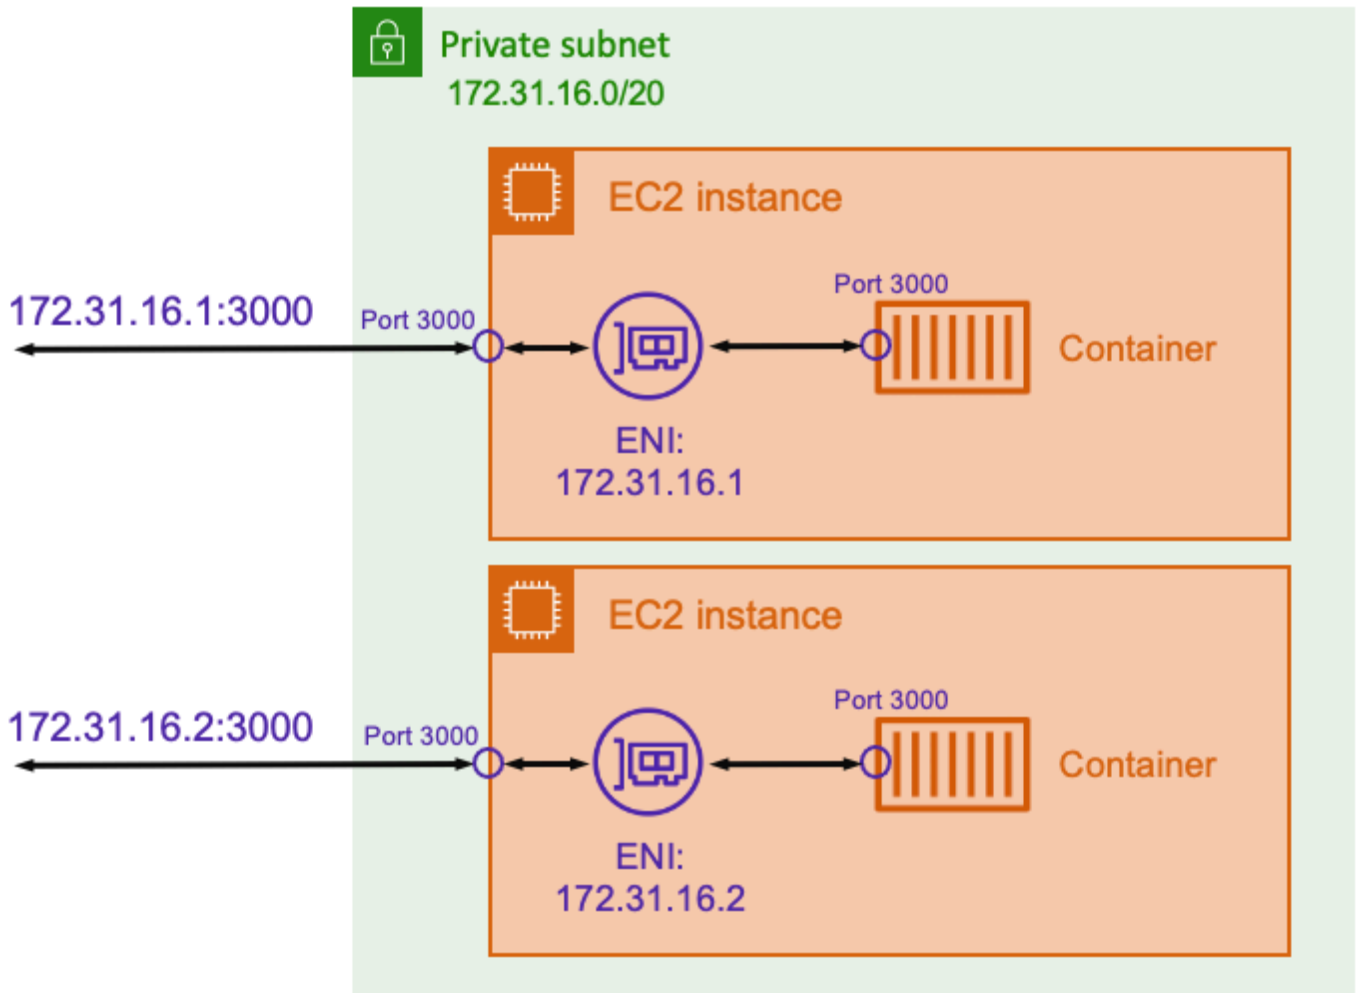 Private subnet
172.31.16.0/20
EC2 instance
Port 3000
172.31.16.1:3000
Port 3000
Container
ENI:
172.31.16.1
EC2 instance
Port 3000
172.31.16.2:3000
Port 3000
Container
ENI:
172.31.16.2